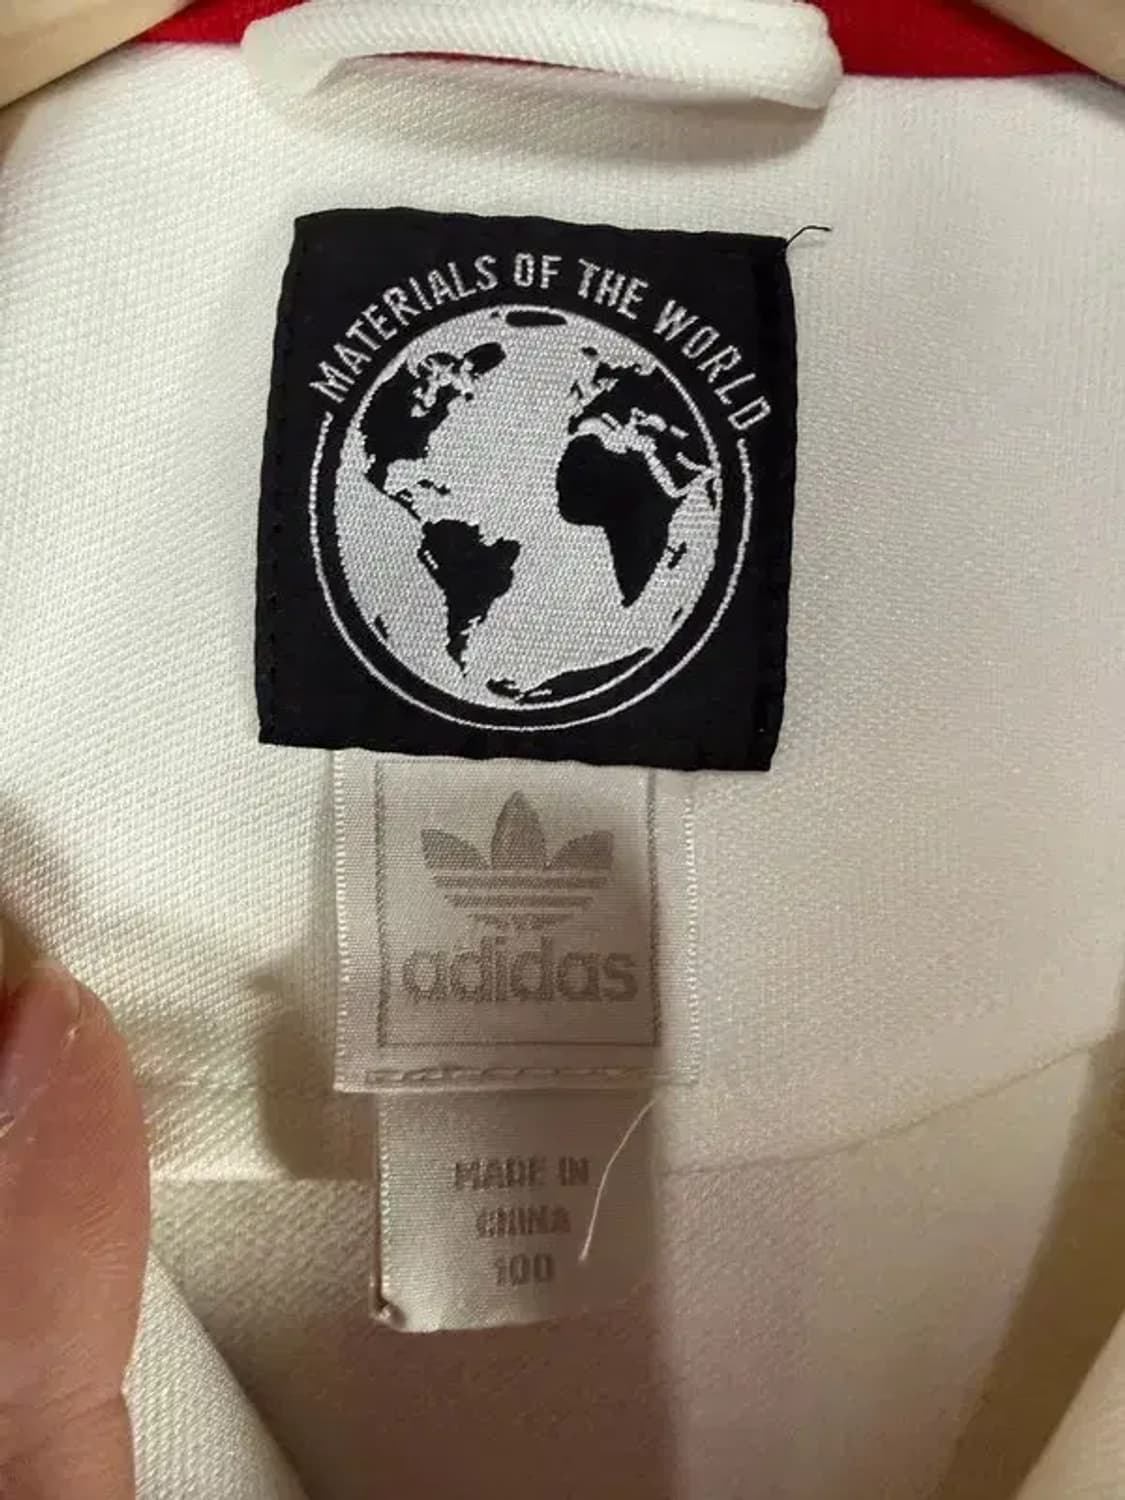 MATERIALS OF THE WORLD
adidas
MADE IN
CHINA
100